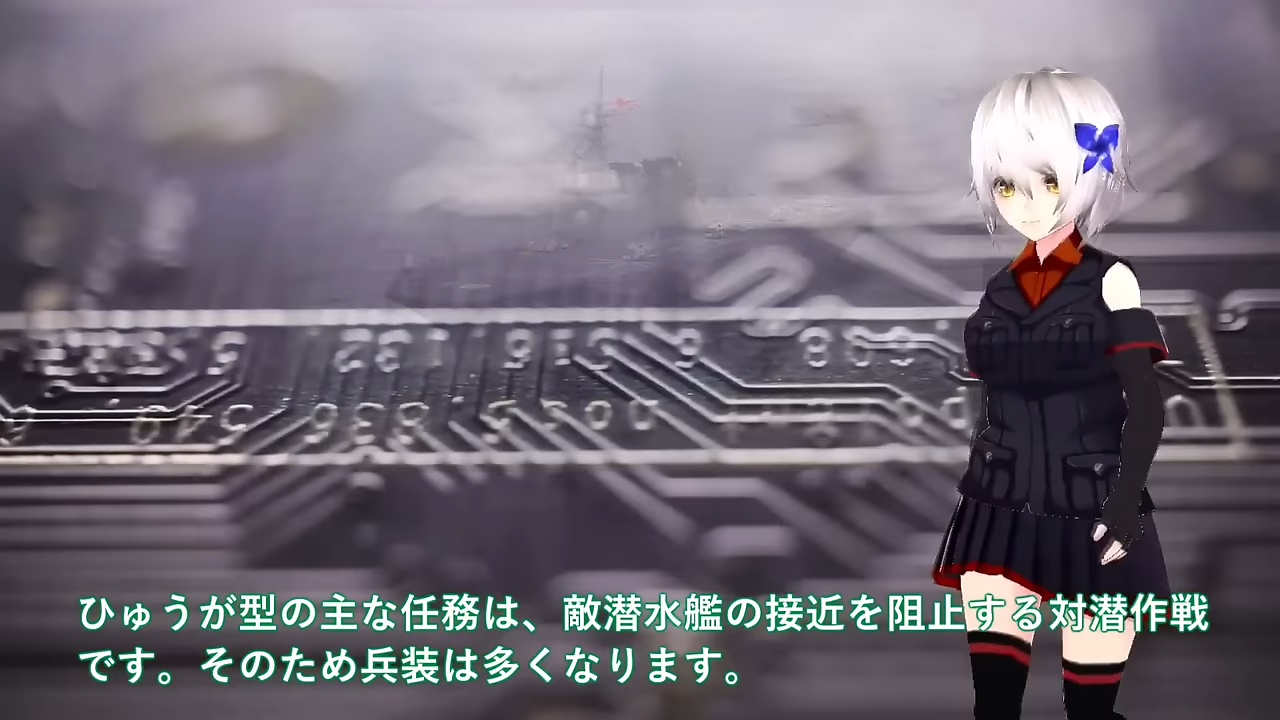 ひゅうが型の主な任務は、敵潜水艦の接近を阻止する対潜作戦
です。そのため兵装は多くなります。